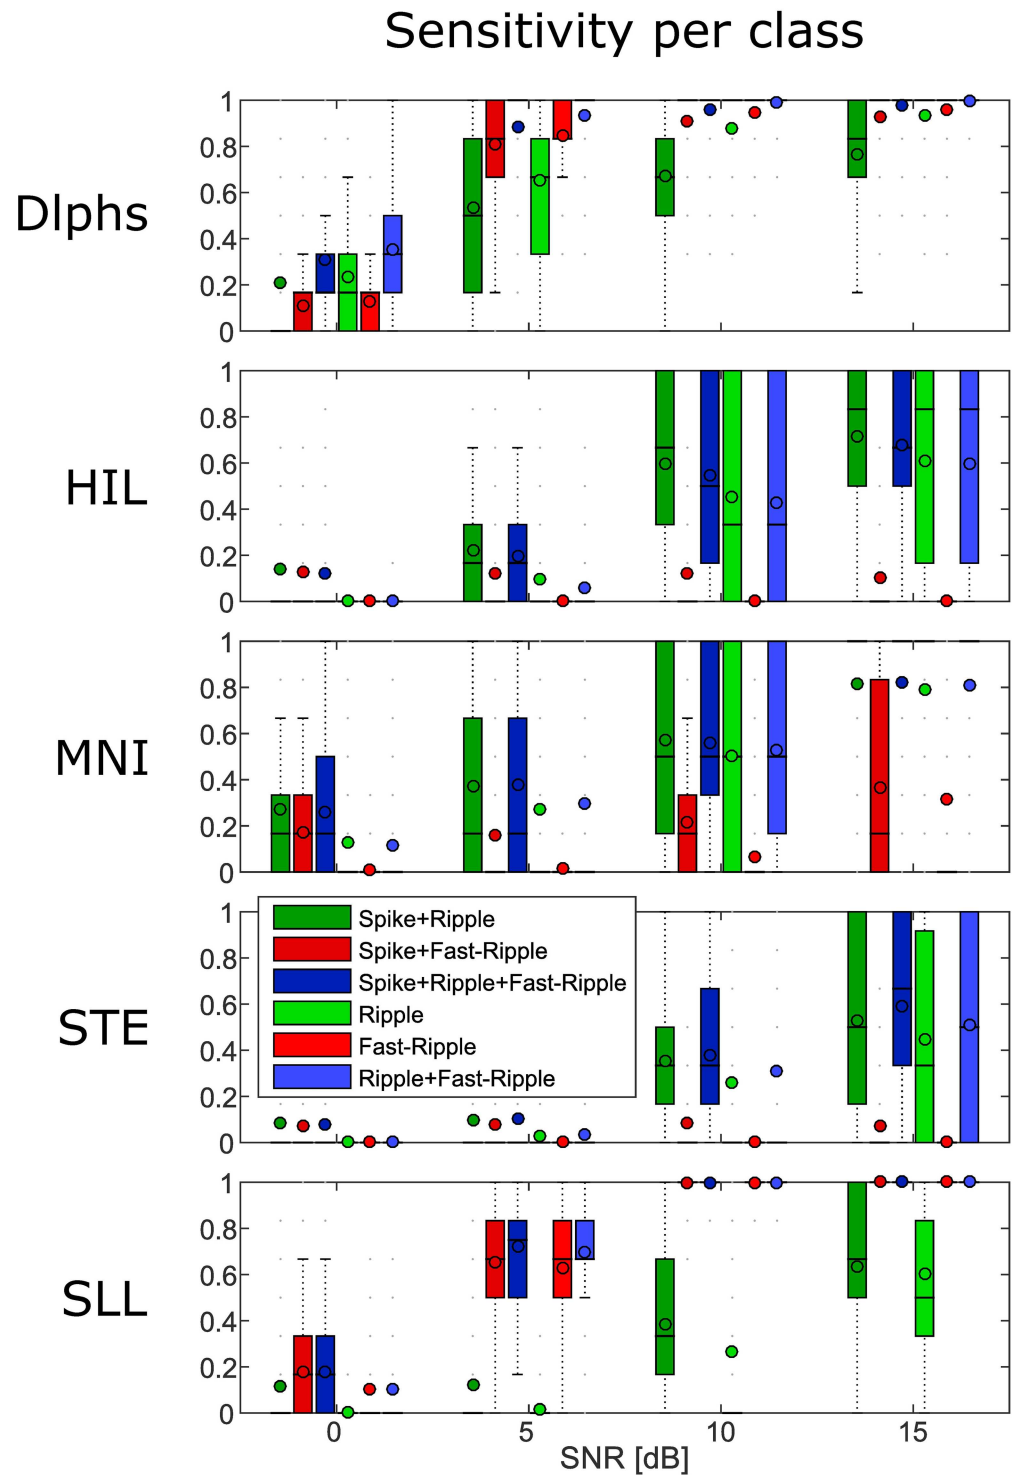 Sensitivity per class
Dlphs
1
0.8
0.6
0.4
0.2
0
HIL
1
0.8
0.6
0.4
0.2
0
MNI
1
0.8
0.6
0.4
0.2
0
STE
1
0.8
0.6
0.4
0.2
0
Spike+Ripple
Spike+Fast-Ripple
Spike+Ripple+Fast-Ripple
Ripple
Fast-Ripple
Ripple+Fast-Ripple
SLL
1
0.8
0.6
0.4
0.2
0
0 5 10 15
SNR [dB]